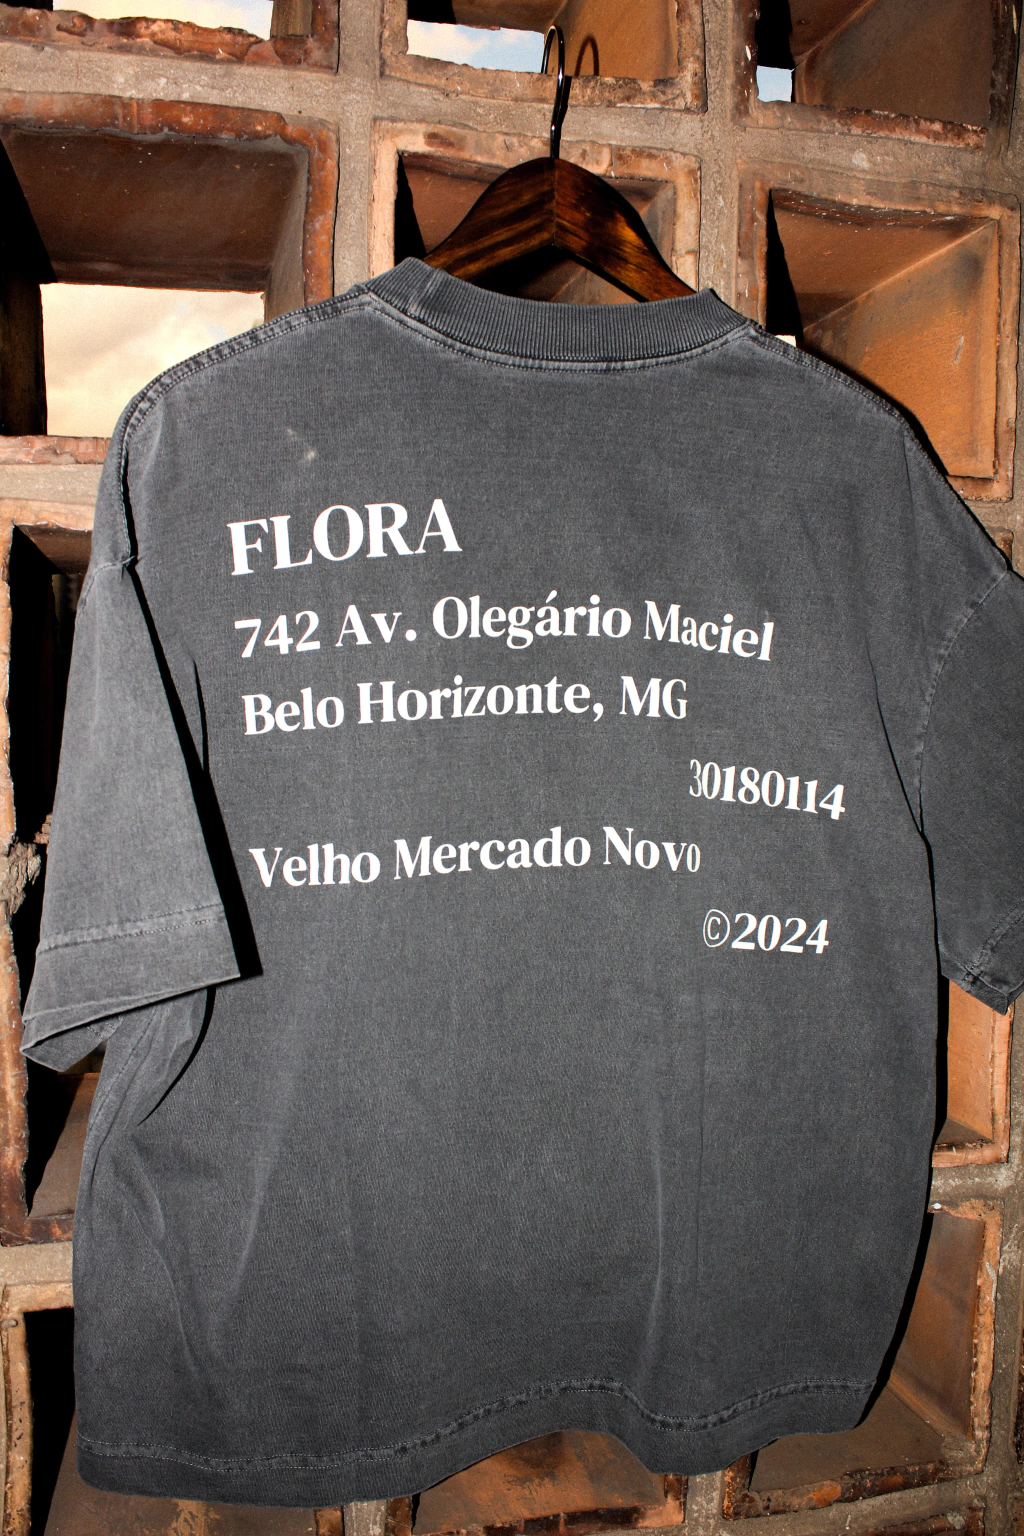 FLORA
742 Av. Olegário Maciel
Belo Horizonte, MG
30180114
Velho Mercado Novo
©2024